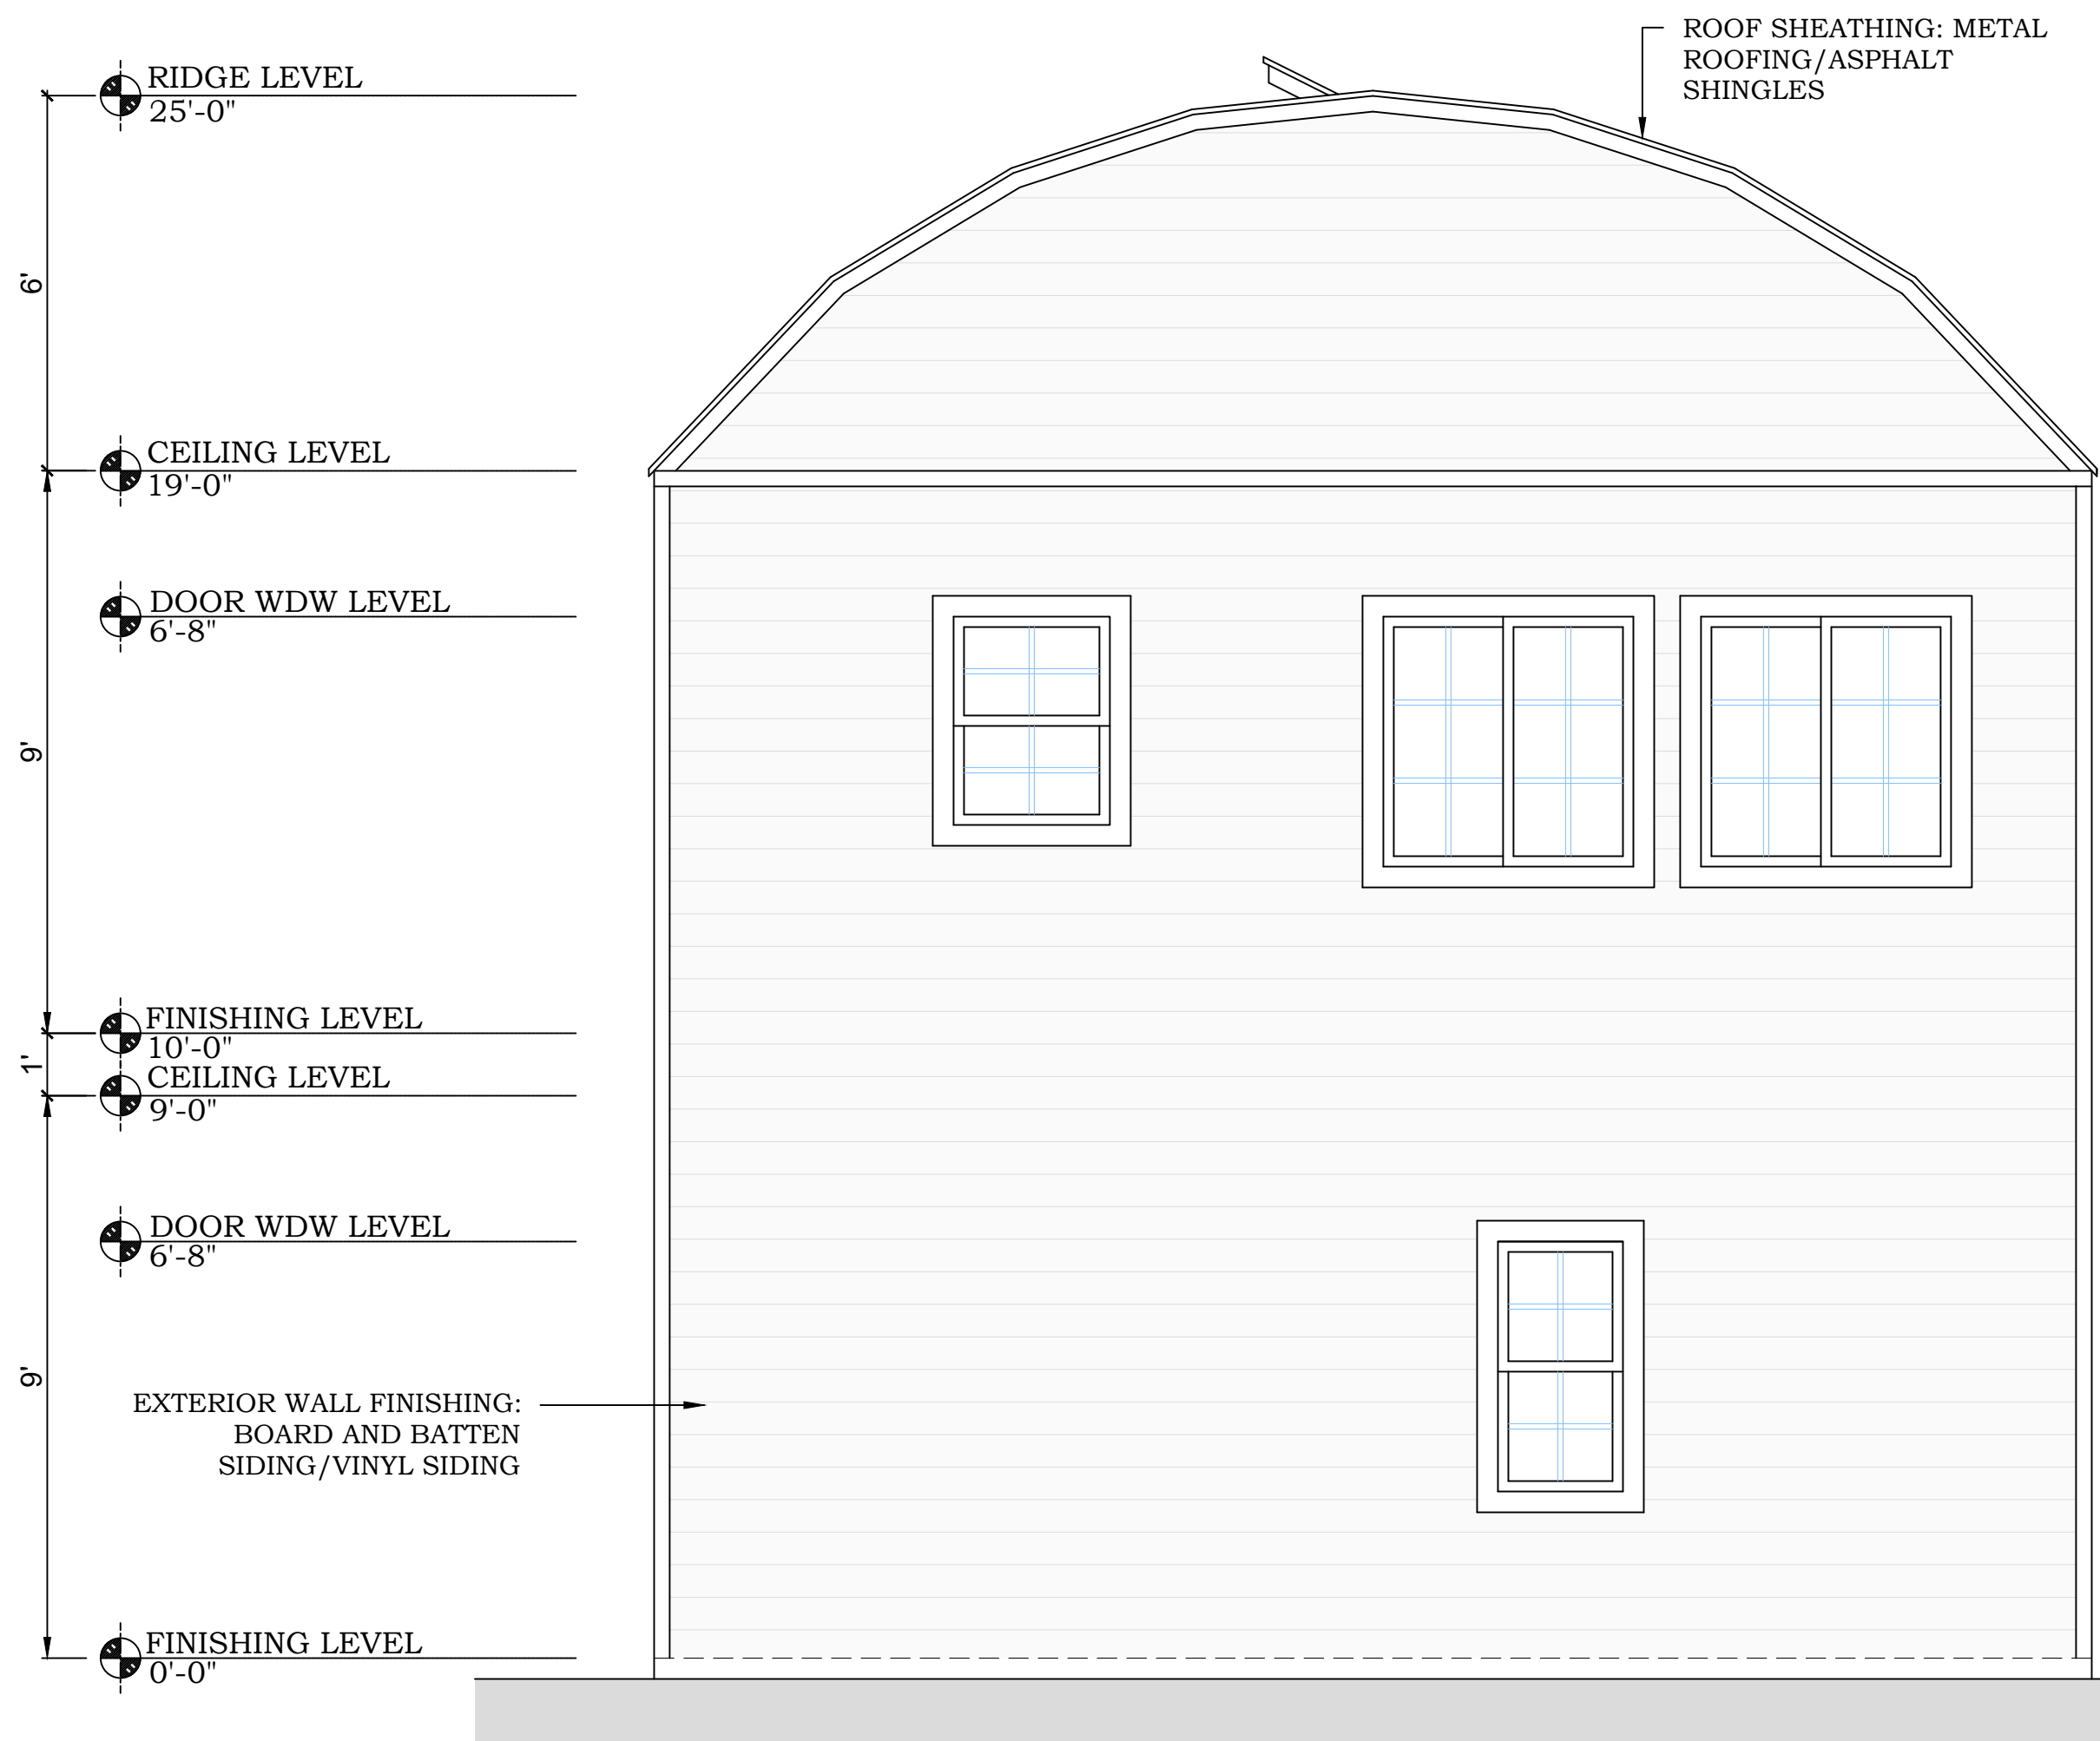 ROOF SHEATHING: METAL
ROOFING/ASPHALT
SHINGLES
RIDGE LEVEL
25'-0"
6'
CEILING LEVEL
19'-0"
DOOR WDW LEVEL
6'-8"
9'
FINISHING LEVEL
10'-0"
1'
CEILING LEVEL
9'-0"
DOOR WDW LEVEL
6'-8"
9'
EXTERIOR WALL FINISHING:
BOARD AND BATTEN
SIDING/VINYL SIDING
FINISHING LEVEL
0'-0"